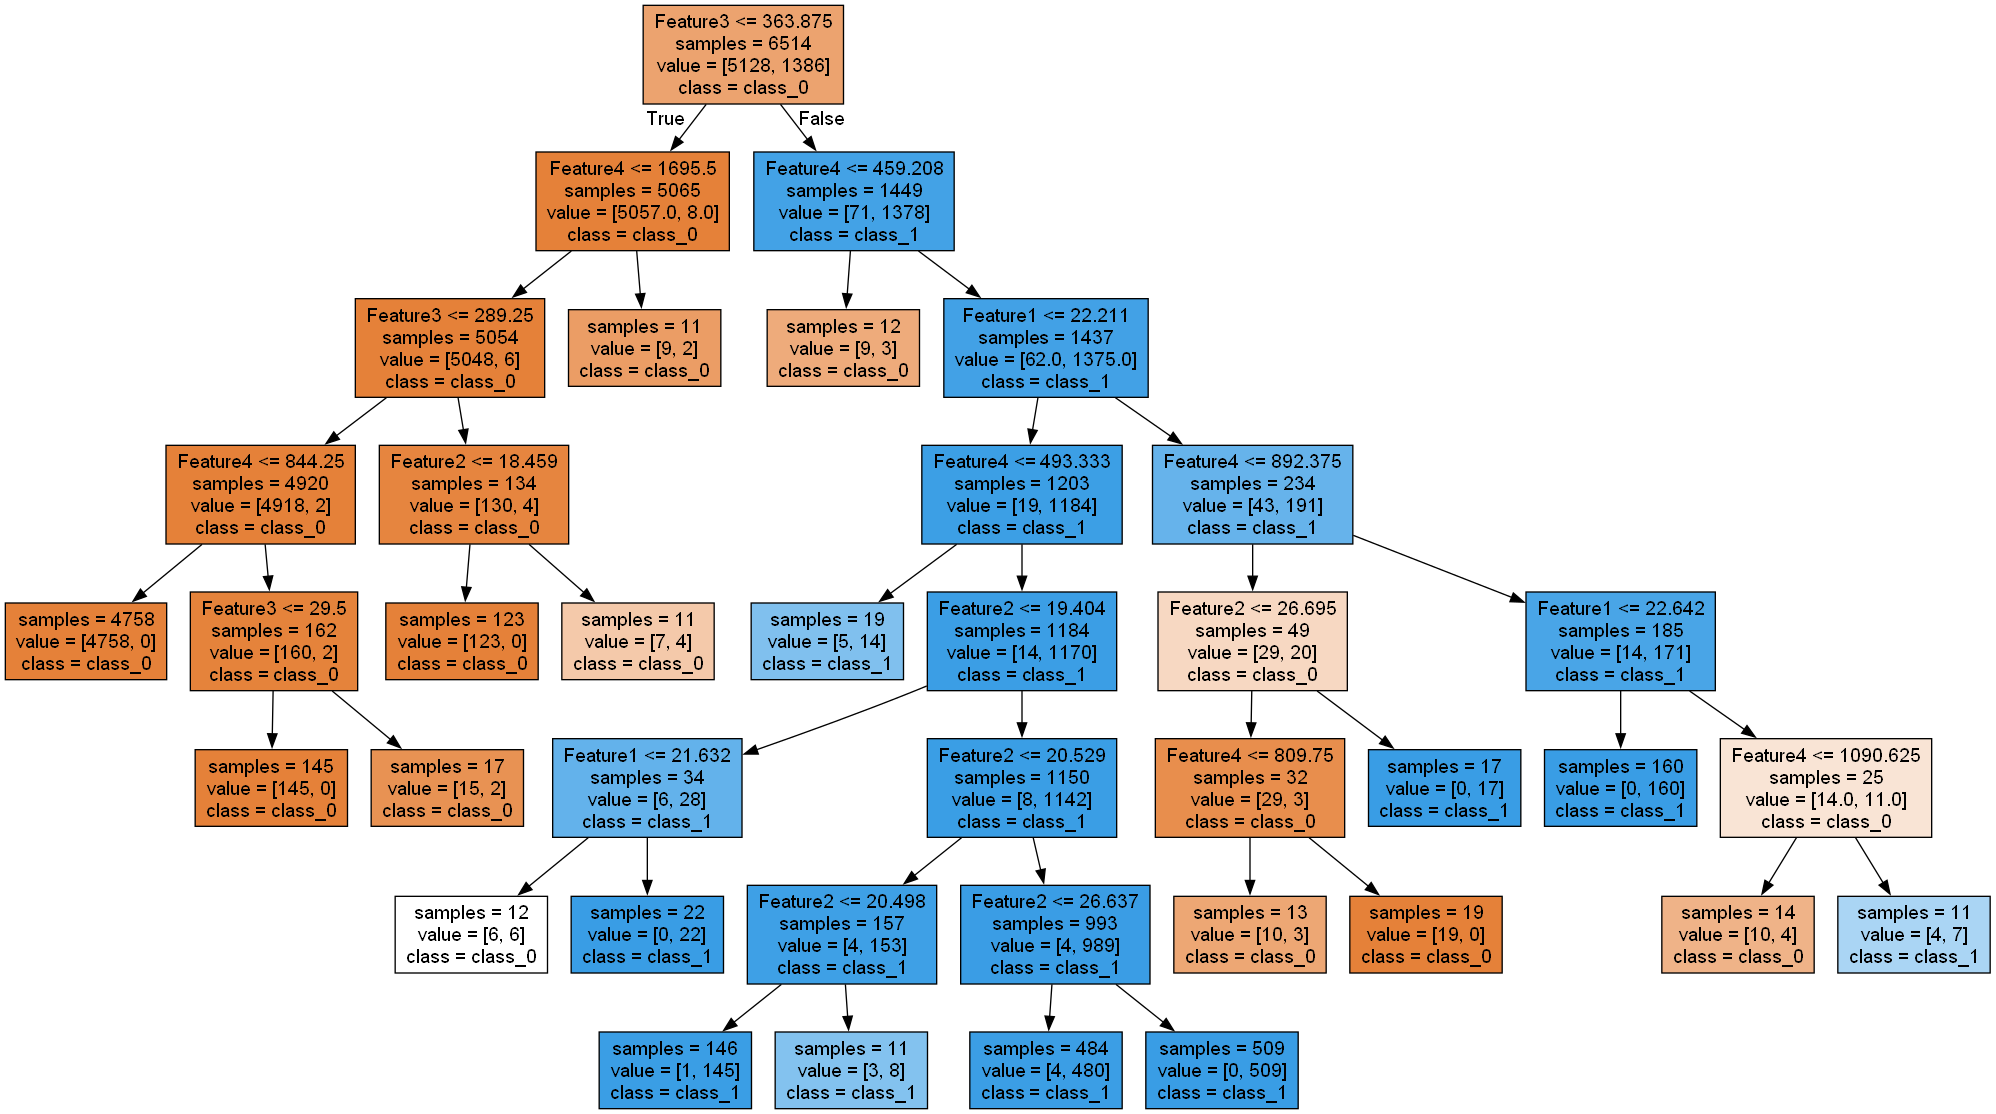 Feature3 <= 363.875
samples = 6514
value = [5128, 1386]
class = class_0
True
False
Feature4 <= 1695.5
samples = 5065
value = [5057.0, 8.0]
class = class_0
Feature4 <= 459.208
samples = 1449
value = [71, 1378]
class = class_1
Feature3 <= 289.25
samples = 5054
value = [5048, 6]
class = class_0
samples = 11
value = [9, 2]
class = class_0
samples = 12
value = [9, 3]
class = class_0
Feature1 <= 22.211
samples = 1437
value = [62.0, 1375.0]
class = class_1
Feature4 <= 844.25
samples = 4920
value = [4918, 2]
class = class_0
Feature2 <= 18.459
samples = 134
value = [130, 4]
class = class_0
Feature4 <= 493.333
samples = 1203
value = [19, 1184]
class = class_1
Feature4 <= 892.375
samples = 234
value = [43, 191]
class = class_1
samples = 4758
value = [4758, 0]
class = class_0
Feature3 <= 29.5
samples = 162
value = [160, 2]
class = class_0
samples = 123
value = [123, 0]
class = class_0
samples = 11
value = [7, 4]
class = class_0
samples = 19
value = [5, 14]
class = class_1
Feature2 <= 19.404
samples = 1184
value = [14, 1170]
class = class_1
Feature2 <= 26.695
samples = 49
value = [29, 20]
class = class_0
Feature1 <= 22.642
samples = 185
value = [14, 171]
class = class_1
samples = 145
value = [145, 0]
class = class_0
samples = 17
value = [15, 2]
class = class_0
Feature1 <= 21.632
samples = 34
value = [6, 28]
class = class_1
Feature2 <= 20.529
samples = 1150
value = [8, 1142]
class = class_1
Feature4 <= 809.75
samples = 32
value = [29, 3]
class = class_0
samples = 17
value = [0, 17]
class = class_1
samples = 160
value = [0, 160]
class = class_1
Feature4 <= 1090.625
samples = 25
value = [14.0, 11.0]
class = class_0
samples = 12
value = [6, 6]
class = class_0
samples = 22
value = [0, 22]
class = class_1
Feature2 <= 20.498
samples = 157
value = [4, 153]
class = class_1
Feature2 <= 26.637
samples = 993
value = [4, 989]
class = class_1
samples = 13
value = [10, 3]
class = class_0
samples = 19
value = [19, 0]
class = class_0
samples = 14
value = [10, 4]
class = class_0
samples = 11
value = [4, 7]
class = class_1
samples = 146
value = [1, 145]
class = class_1
samples = 11
value = [3, 8]
class = class_1
samples = 484
value = [4, 480]
class = class_1
samples = 509
value = [0, 509]
class = class_1